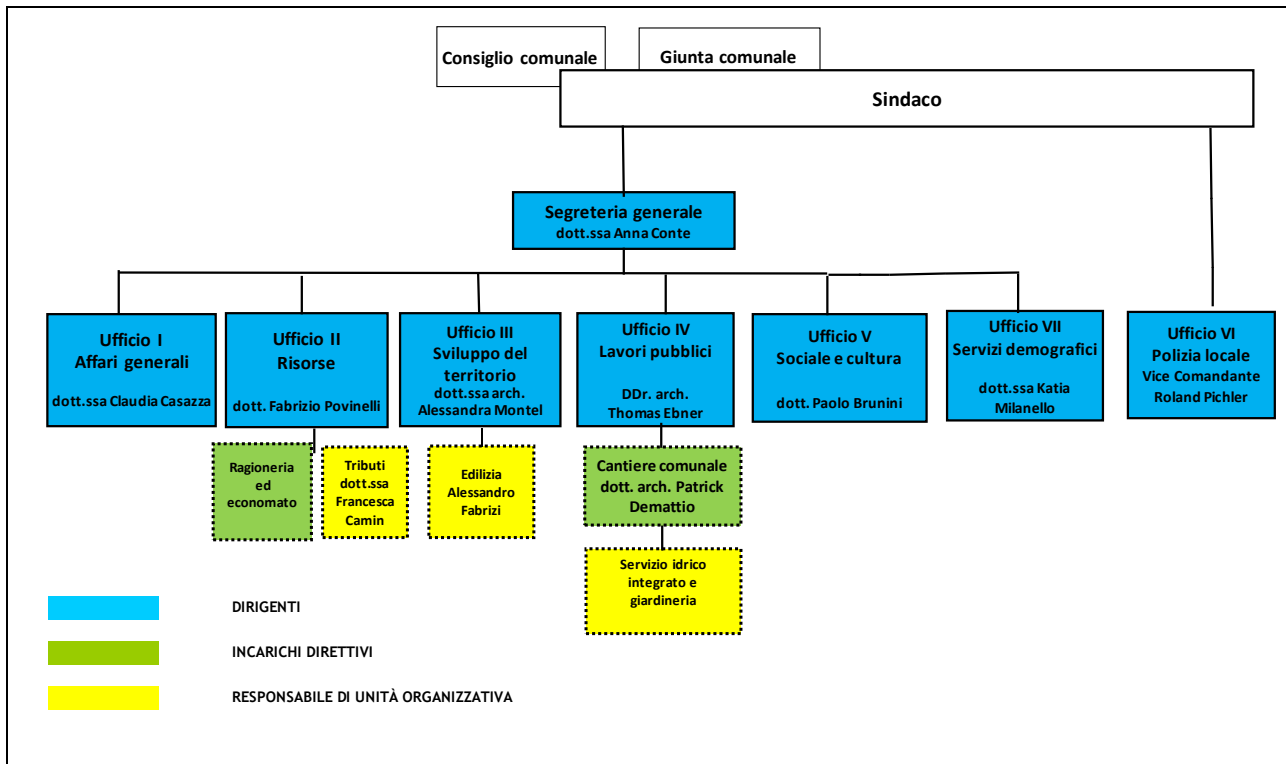 Consiglio comunale
Giunta comunale
Sindaco
Segreteria generale
dott.ssa Anna Conte
Ufficio I
Affari generali
dott.ssa Claudia Casazza
Ufficio II
Risorse
dott. Fabrizio Povinelli
Ufficio III
Sviluppo del
territorio
dott.ssa arch.
Alessandra Montel
Ufficio IV
Lavori pubblici
DDr. arch.
Thomas Ebner
Ufficio V
Sociale e cultura
dott. Paolo Brunini
Ufficio VII
Servizi demografici
dott.ssa Katia
Milanello
Ufficio VI
Polizia locale
Vice Comandante
Roland Pichler
Ragioneria
ed
economato
Tributi
dott.ssa
Francesca
Camin
Edilizia
Alessandro
Fabrizi
Cantiere comunale
dott. arch. Patrick
Demattio
Servizio idrico
integrato e
giardineria
DIRIGENTI
INCARICHI DIRETTIVI
RESPONSABILE DI UNITÀ ORGANIZZATIVA